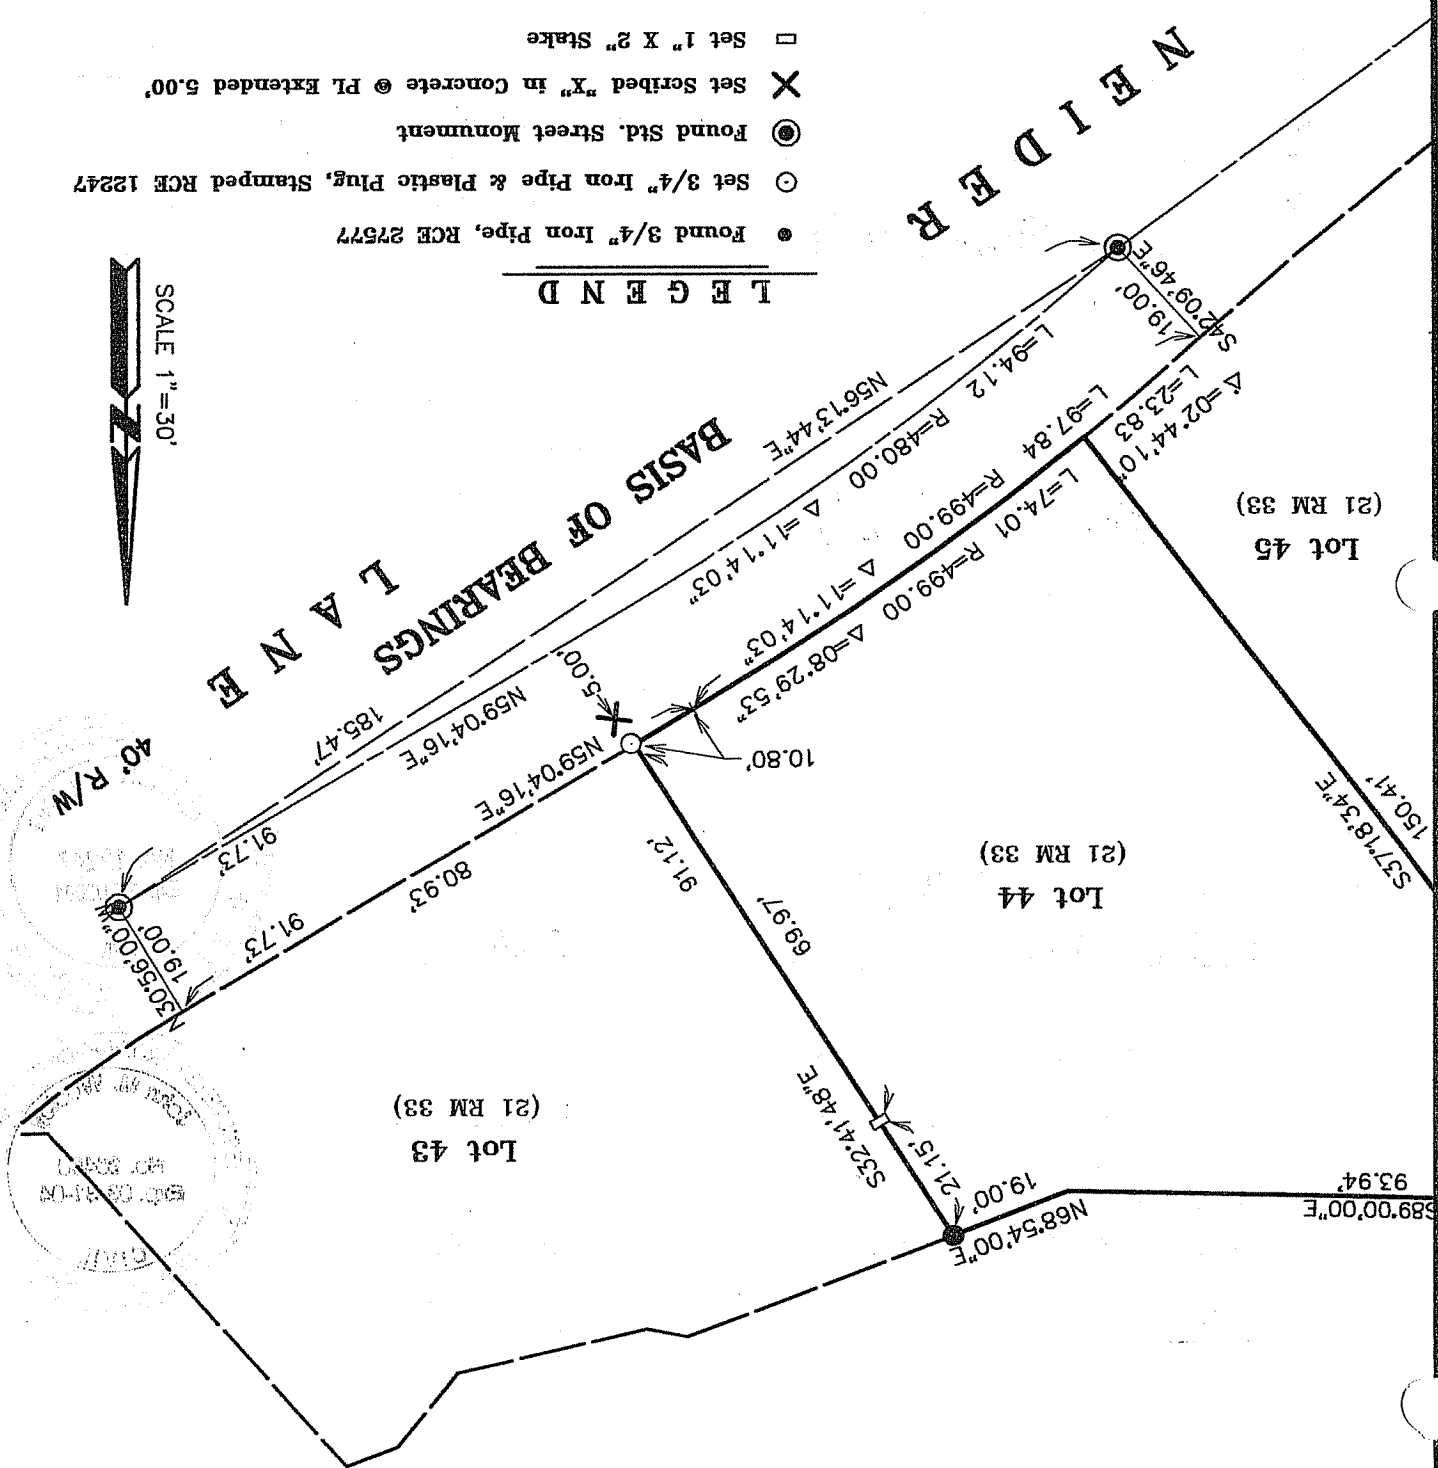 S89°00'00"E
93.94'
N68°54'00"E
19.00'
21.15'
S32°41'48"E
69.97'
91.12'
Lot 43
(21 RM 33)
Lot 44
(21 RM 33)
S37°18'34"E
150.41'
Lot 45
(21 RM 33)
N30°56'00"W
19.00'
91.73'
80.93'
N59°04'16"E
10.80'
5.00'
Δ=08°29'53" R=499.00 L=74.01
Δ=11°14'03" R=499.00 L=97.84
Δ=02°44'10"
L=23.83
S42°09'46"E
19.00'
91.73'
N59°04'16"E
Δ=11°14'03" R=480.00 L=94.12
185.47'
N56°13'44"E
BASIS OF BEARINGS
40' R/W
NEIDER LANE
SCALE 1"=30'
N
LEGEND
Found 3/4" Iron Pipe, RCE 27577
Set 3/4" Iron Pipe & Plastic Plug, Stamped RCE 12247
Found Std. Street Monument
Set Scribed "X" in Concrete @ PL Extended 5.00'
Set 1" X 2" Stake
CIVIL